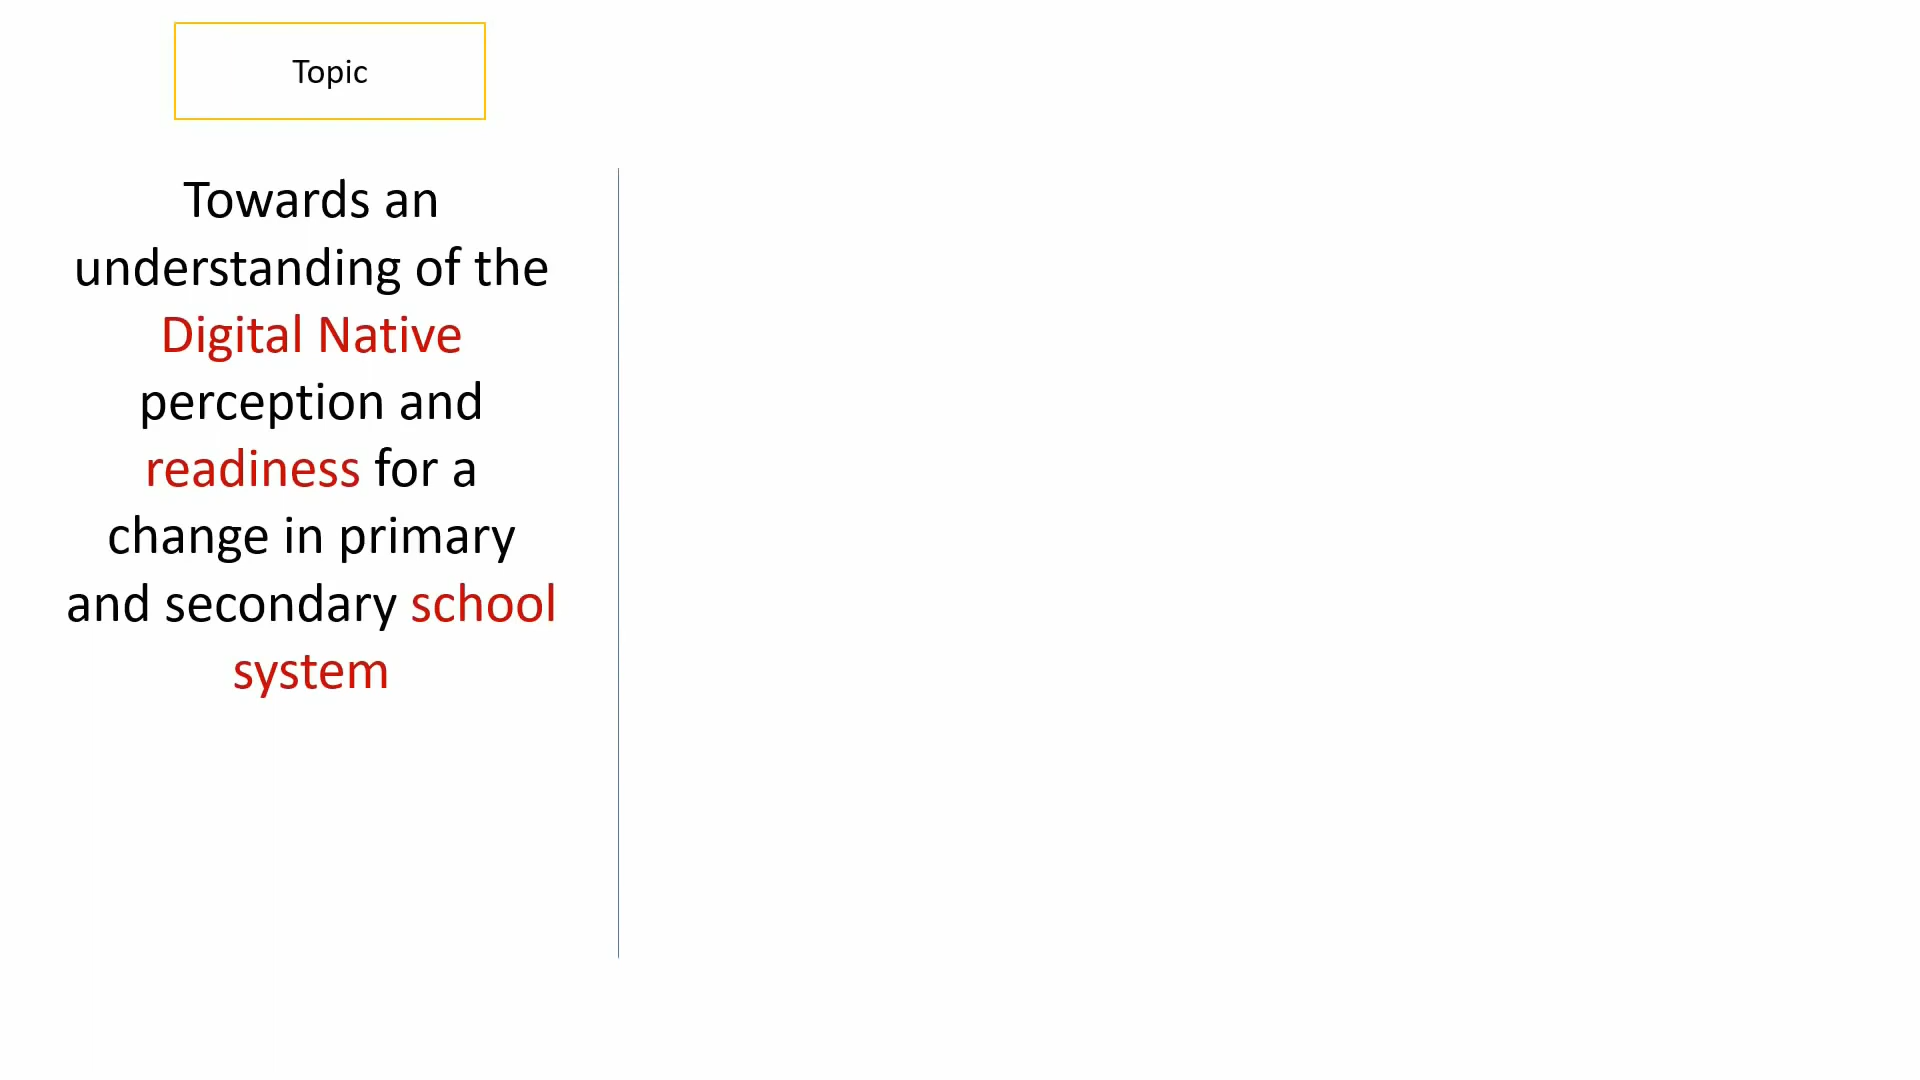 Topic
Towards an
understanding of the
Digital Native
perception and
readiness for a
change in primary
and secondary school
system